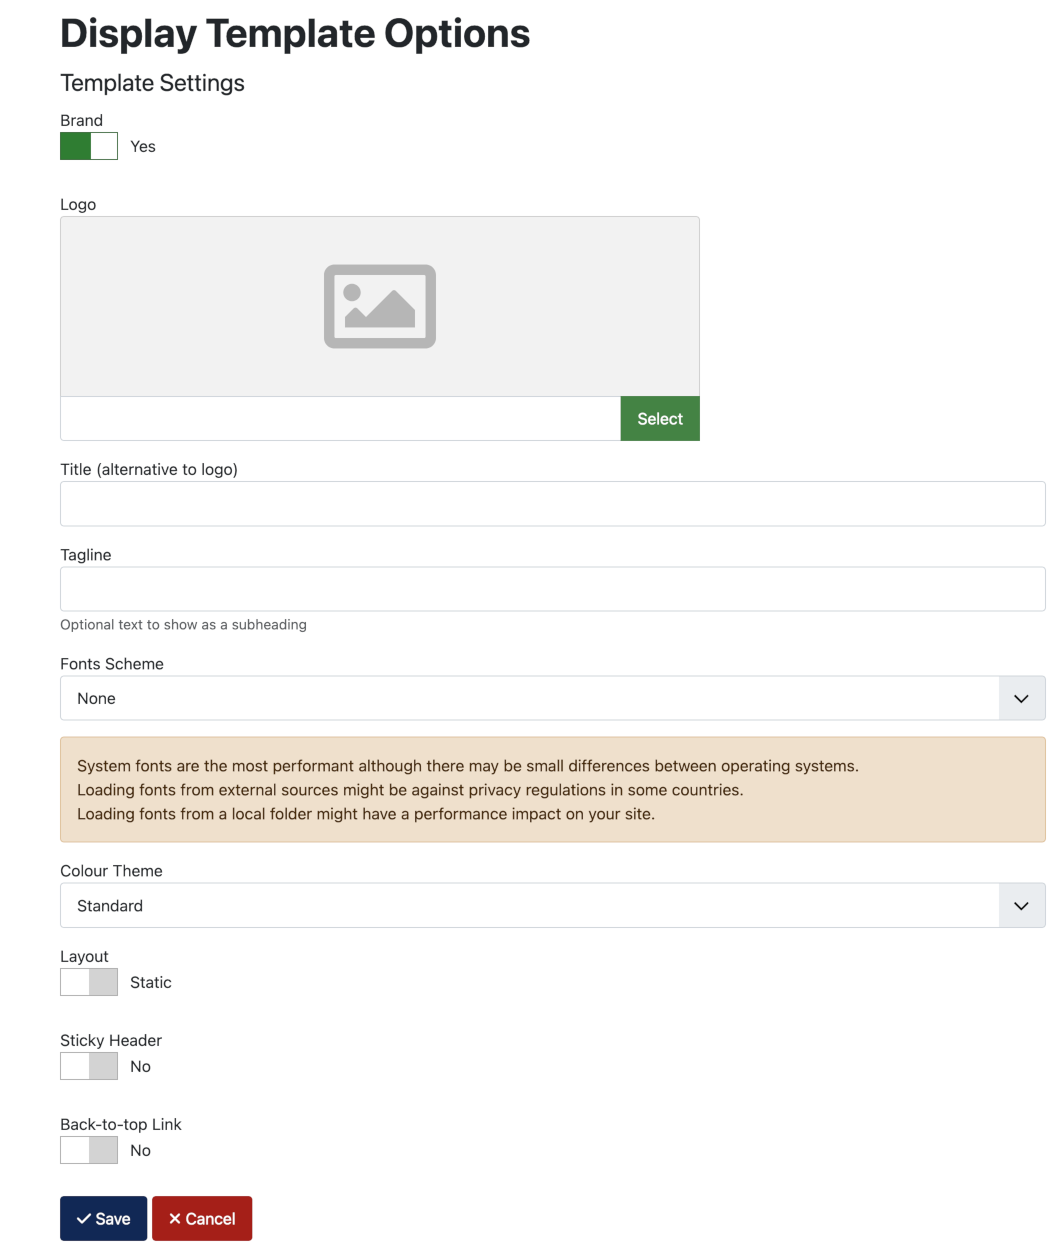 Display Template Options
Template Settings
Brand
Yes
Logo
Select
Title (alternative to logo)
Tagline
Optional text to show as a subheading
Fonts Scheme
None
System fonts are the most performant although there may be small differences between operating systems.
Loading fonts from external sources might be against privacy regulations in some countries.
Loading fonts from a local folder might have a performance impact on your site.
Colour Theme
Standard
Layout
Static
Sticky Header
No
Back-to-top Link
No
Save Cancel